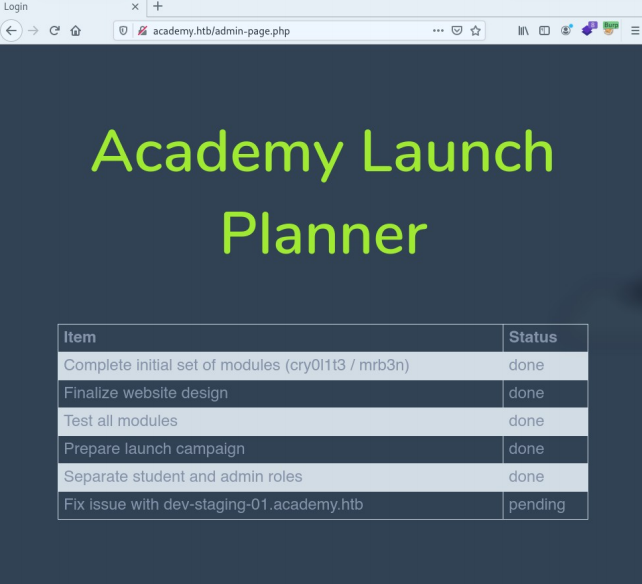 Login
academy.htb/admin-page.php
Burp
Academy Launch
Planner
Item Status
Complete initial set of modules (cry0l1t3 / mrb3n) done
Finalize website design done
Test all modules done
Prepare launch campaign done
Separate student and admin roles done
Fix issue with dev-staging-01.academy.htb pending